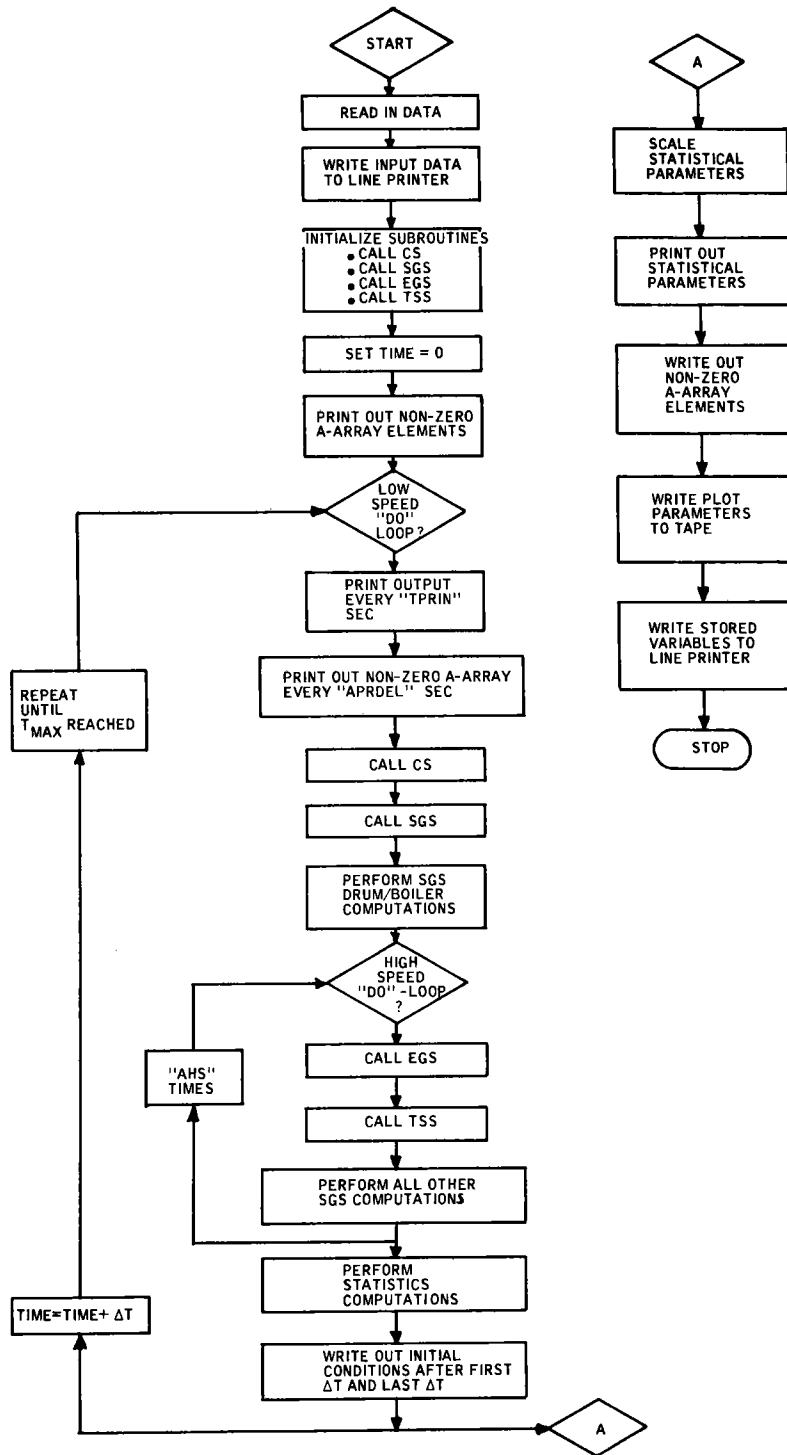 START
READ IN DATA
WRITE INPUT DATA
TO LINE PRINTER
INITIALIZE SUBROUTINES
• CALL CS
• CALL SGS
• CALL EGS
• CALL TSS
SET TIME = 0
PRINT OUT NON-ZERO
A-ARRAY ELEMENTS
LOW
SPEED
"DO"
LOOP?
PRINT OUTPUT
EVERY "TPRIN"
SEC
PRINT OUT NON-ZERO A-ARRAY
EVERY "APRDEL" SEC
REPEAT
UNTIL
TMAX REACHED
CALL CS
CALL SGS
PERFORM SGS
DRUM/BOILER
COMPUTATIONS
HIGH
SPEED
"DO"-LOOP
?
CALL EGS
"AHS"
TIMES
CALL TSS
PERFORM ALL OTHER
SGS COMPUTATIONS
PERFORM
STATISTICS
COMPUTATIONS
TIME=TIME+ ΔT
WRITE OUT INITIAL
CONDITIONS AFTER FIRST
ΔT AND LAST ΔT
A
A
SCALE
STATISTICAL
PARAMETERS
PRINT OUT
STATISTICAL
PARAMETERS
WRITE OUT
NON-ZERO
A-ARRAY
ELEMENTS
WRITE PLOT
PARAMETERS
TO TAPE
WRITE STORED
VARIABLES TO
LINE PRINTER
STOP